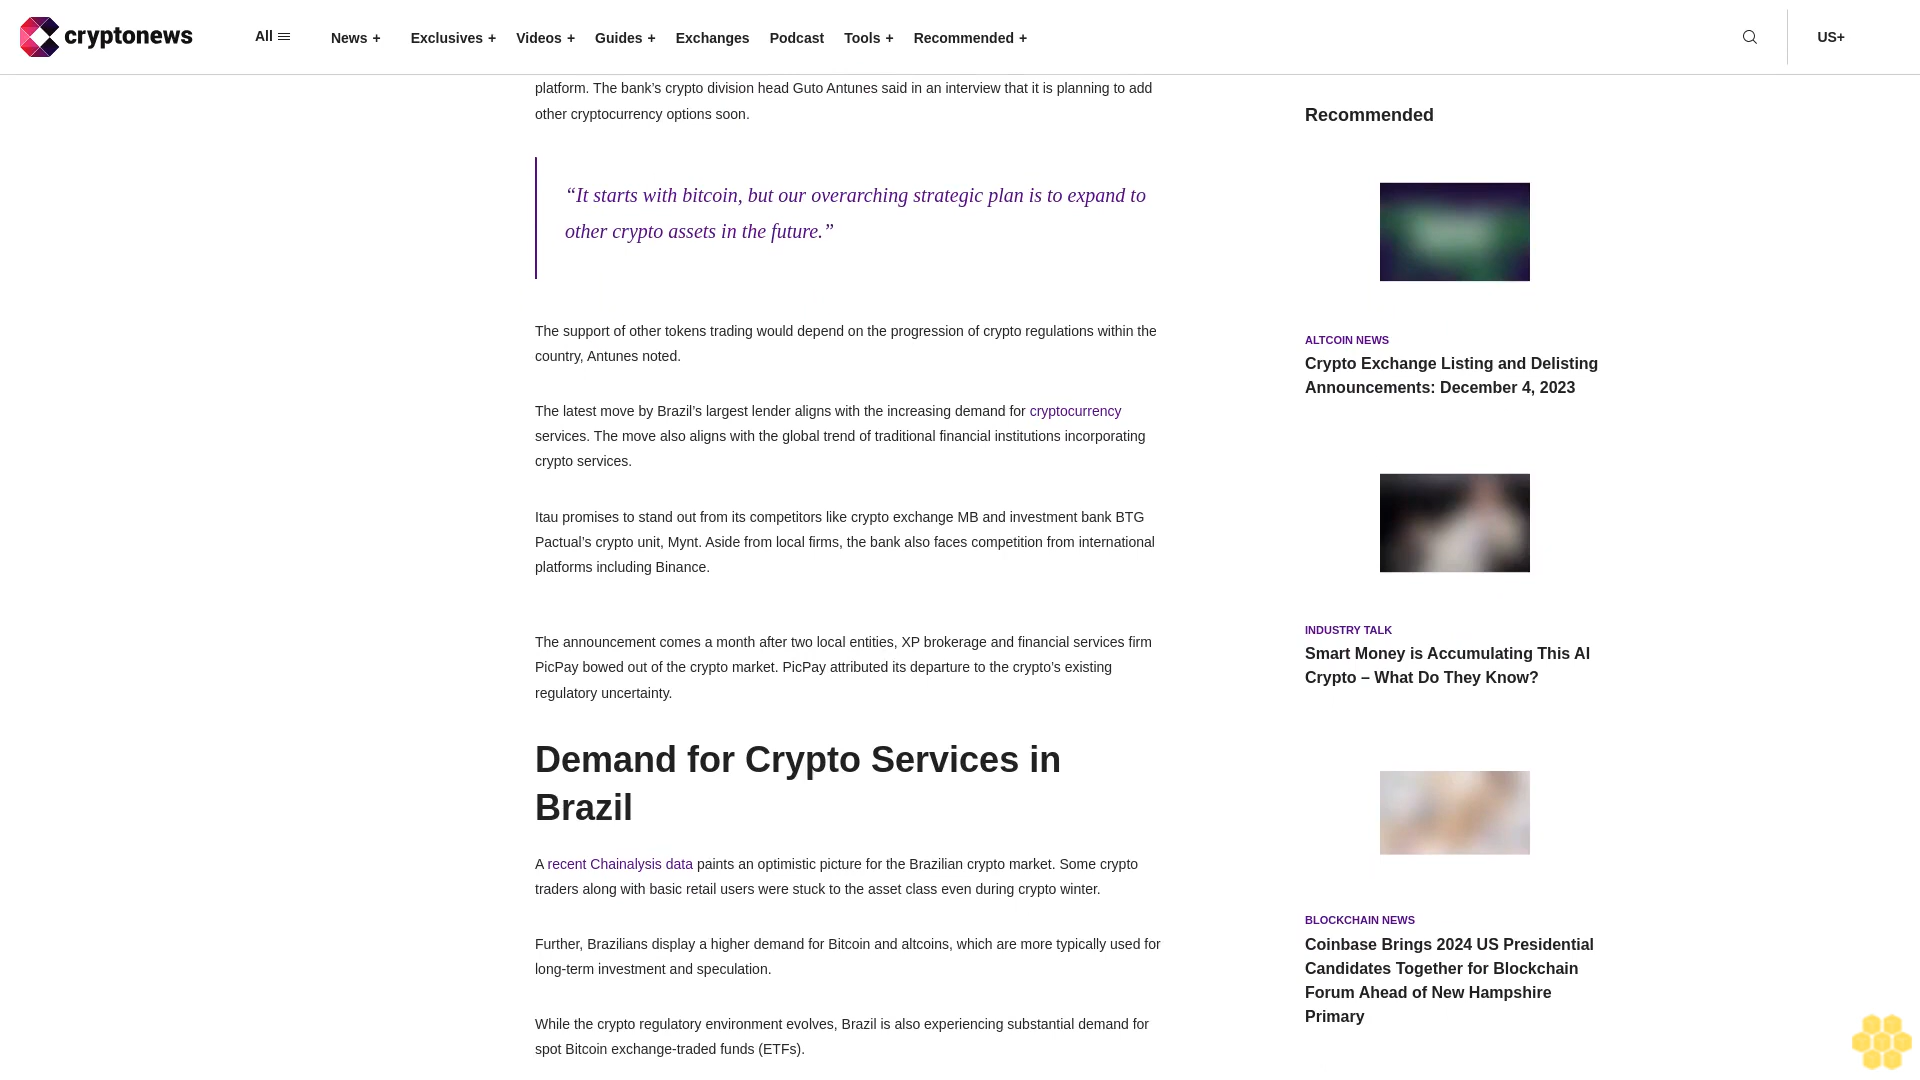 cryptonews
All
News +
Exclusives +
Videos +
Guides +
Exchanges
Podcast
Tools +
Recommended +
US+
platform. The bank’s crypto division head Guto Antunes said in an interview that it is planning to add
other cryptocurrency options soon.
“It starts with bitcoin, but our overarching strategic plan is to expand to
other crypto assets in the future.”
The support of other tokens trading would depend on the progression of crypto regulations within the
country, Antunes noted.
The latest move by Brazil’s largest lender aligns with the increasing demand for cryptocurrency
services. The move also aligns with the global trend of traditional financial institutions incorporating
crypto services.
Itau promises to stand out from its competitors like crypto exchange MB and investment bank BTG
Pactual’s crypto unit, Mynt. Aside from local firms, the bank also faces competition from international
platforms including Binance.
The announcement comes a month after two local entities, XP brokerage and financial services firm
PicPay bowed out of the crypto market. PicPay attributed its departure to the crypto’s existing
regulatory uncertainty.
Demand for Crypto Services in
Brazil
A recent Chainalysis data paints an optimistic picture for the Brazilian crypto market. Some crypto
traders along with basic retail users were stuck to the asset class even during crypto winter.
Further, Brazilians display a higher demand for Bitcoin and altcoins, which are more typically used for
long-term investment and speculation.
While the crypto regulatory environment evolves, Brazil is also experiencing substantial demand for
spot Bitcoin exchange-traded funds (ETFs).
Recommended
ALTCOIN NEWS
Crypto Exchange Listing and Delisting
Announcements: December 4, 2023
INDUSTRY TALK
Smart Money is Accumulating This AI
Crypto – What Do They Know?
BLOCKCHAIN NEWS
Coinbase Brings 2024 US Presidential
Candidates Together for Blockchain
Forum Ahead of New Hampshire
Primary